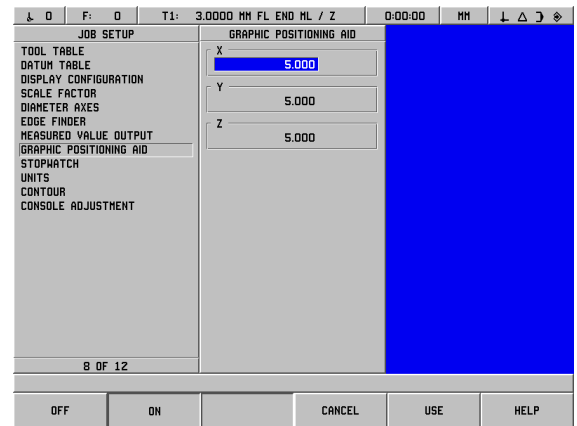 0 F: 0 T1: 3.0000 MM FL END ML / Z 0:00:00 MM
JOB SETUP
TOOL TABLE
DATUM TABLE
DISPLAY CONFIGURATION
SCALE FACTOR
DIAMETER AXES
EDGE FINDER
MEASURED VALUE OUTPUT
GRAPHIC POSITIONING AID
STOPWATCH
UNITS
CONTOUR
CONSOLE ADJUSTMENT
8 OF 12
GRAPHIC POSITIONING AID
X
5.000
Y
5.000
Z
5.000
OFF ON CANCEL USE HELP